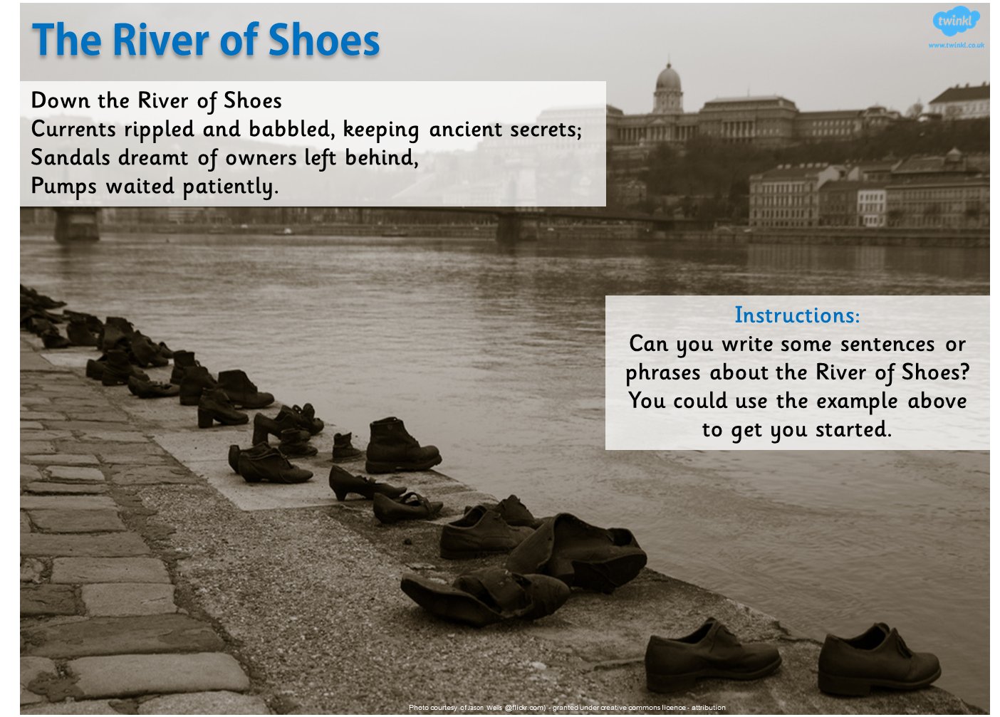 The River of Shoes
twinkl
www.twinkl.co.uk
Down the River of Shoes
Currents rippled and babbled, keeping ancient secrets;
Sandals dreamt of owners left behind,
Pumps waited patiently.
Instructions:
Can you write some sentences or
phrases about the River of Shoes?
You could use the example above
to get you started.
Photo courtesy of Jason Wells @flickr.com) - granted under creative commons licence - attribution